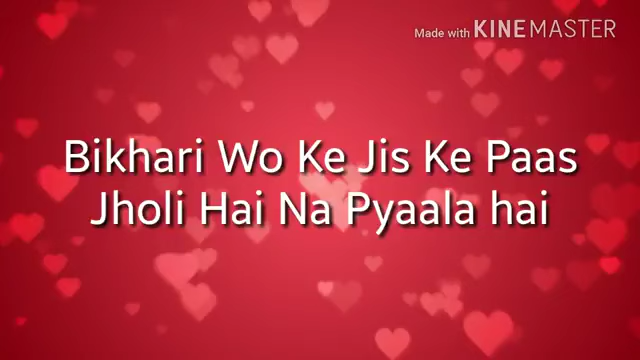 Made with KINEMASTER
Bikhari Wo Ke Jis Ke Paas
Jholi Hai Na Pyaala hai